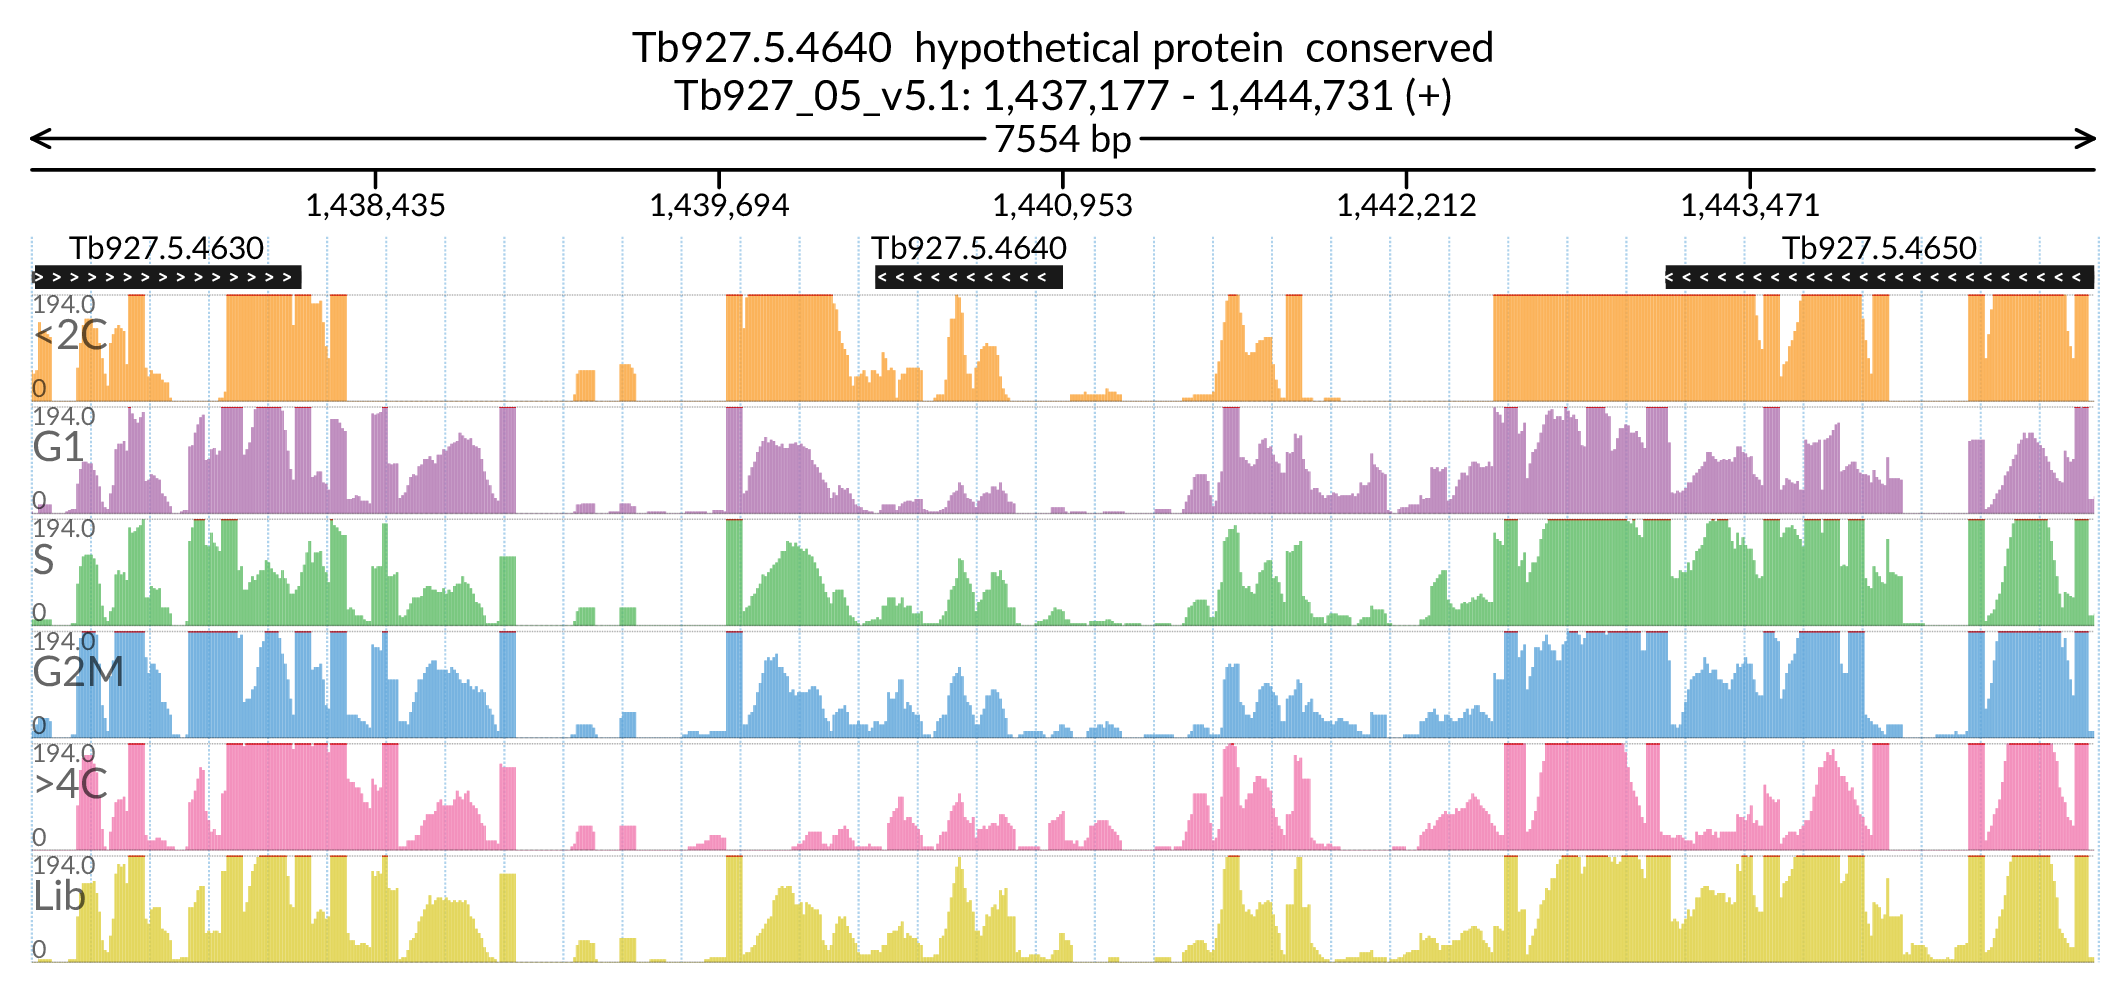 Tb927.5.4640 hypothetical protein conserved
Tb927_05_v5.1: 1,437,177 - 1,444,731 (+)
7554 bp
1,438,435 1,439,694 1,440,953 1,442,212 1,443,471
Tb927.5.4630 Tb927.5.4640 Tb927.5.4650
194.0
<2C
0
194.0
G1
0
194.0
S
0
194.0
G2M
0
194.0
>4C
0
194.0
Lib
0